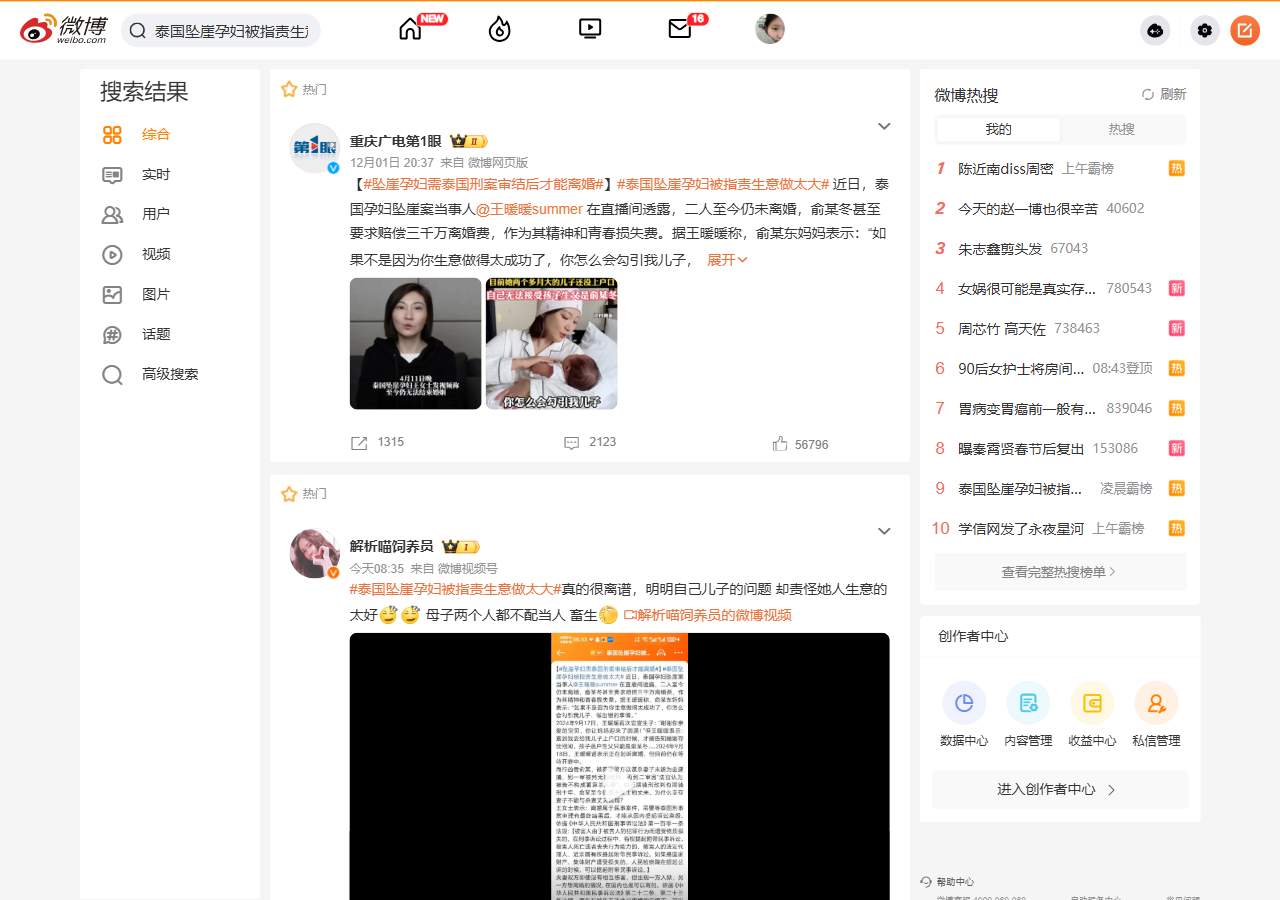 微博
weibo.com
泰国坠崖孕妇被指责生
NEW
16
搜索结果
综合
实时
用户
视频
图片
话题
高级搜索
热门
重庆广电第1眼
12月01日 20:37 来自 微博网页版
【#坠崖孕妇需泰国刑案审结后才能离婚#】#泰国坠崖孕妇被指责生意做太大# 近日，泰
国孕妇坠崖案当事人@王暖暖summer 在直播间透露，二人至今仍未离婚，俞某冬甚至
要求赔偿三千万离婚费，作为其精神和青春损失费。据王暖暖称，俞某东妈妈表示：“如
果不是因为你生意做得太成功了，你怎么会勾引我儿子， 展开
4月11日晚
泰国坠崖孕妇王女士发视频称
至今仍无法结束婚姻
目前她两个多月大的儿子还没上户口
自己无法接受孩子生父是俞某冬
你怎么会勾引我儿子
1315
2123
56796
热门
解析喵饲养员
今天08:35 来自 微博视频号
#泰国坠崖孕妇被指责生意做太大#真的很离谱，明明自己儿子的问题 却责怪她人生意的
太好 母子两个人都不配当人 畜生 解析喵饲养员的微博视频
微博热搜
刷新
我的
热搜
1 陈近南diss周密 上午霸榜 热
2 今天的赵一博也很辛苦 40602
3 朱志鑫剪头发 67043
4 女娲很可能是真实存... 780543 新
5 周芯竹 高天佐 738463 新
6 90后女护士将房间... 08:43登顶 热
7 胃病变胃癌前一般有... 839046 热
8 曝秦霄贤春节后复出 153086 新
9 泰国坠崖孕妇被指... 凌晨霸榜 热
10 学信网发了永夜星河 上午霸榜 热
查看完整热搜榜单
创作者中心
数据中心
内容管理
收益中心
私信管理
进入创作者中心
帮助中心